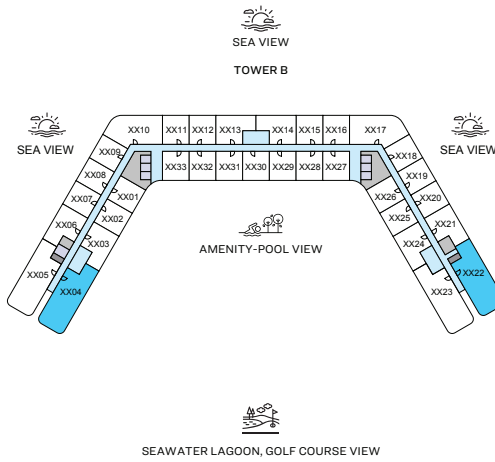 SEA VIEW
TOWER B
SEA VIEW
SEA VIEW
XX10
XX11
XX12
XX13
XX14
XX15
XX16
XX17
XX09
XX33
XX32
XX31
XX30
XX29
XX28
XX27
XX18
XX08
XX01
XX26
XX19
XX07
XX02
XX25
XX20
XX06
XX03
XX24
XX21
AMENITY-POOL VIEW
XX05
XX04
XX23
XX22
SEAWATER LAGOON, GOLF COURSE VIEW